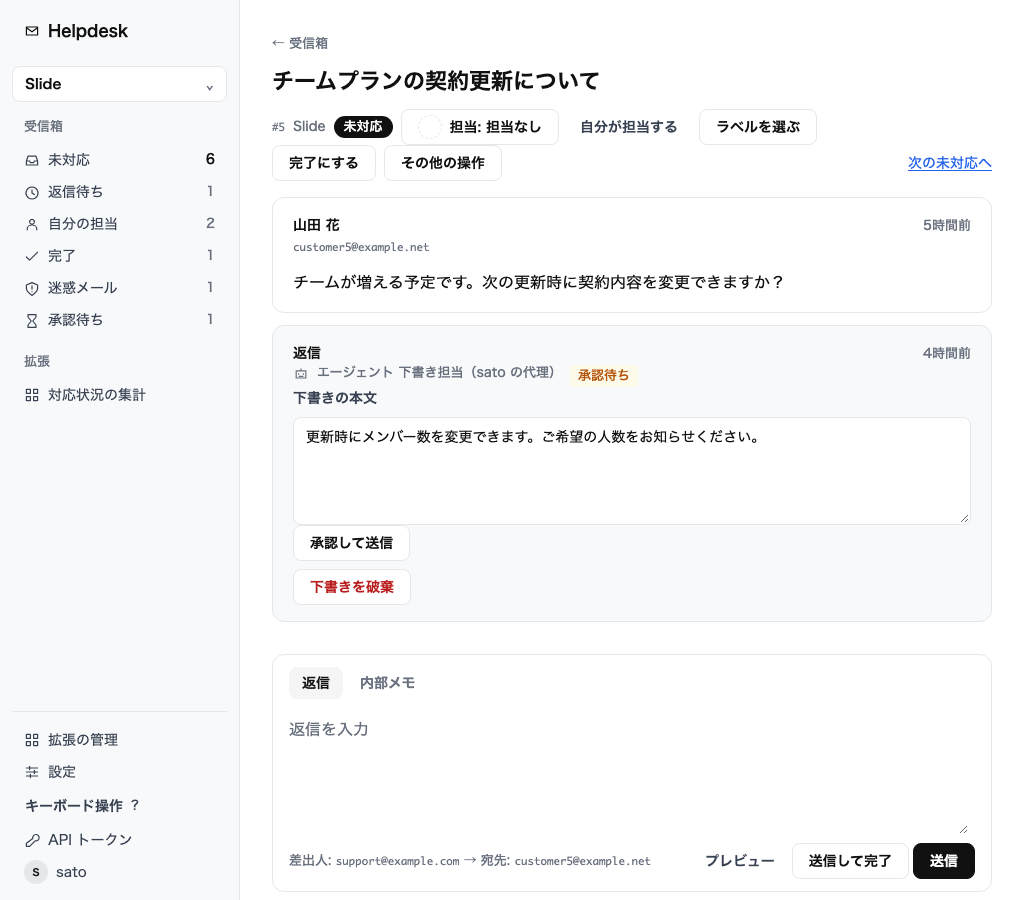 Helpdesk
Slide
受信箱
未対応 6
返信待ち 1
自分の担当 2
完了 1
迷惑メール 1
承認待ち 1
拡張
対応状況の集計
拡張の管理
設定
キーボード操作 ?
API トークン
S sato
← 受信箱
チームプランの契約更新について
#5 Slide 未対応 担当: 担当なし 自分が担当する ラベルを選ぶ
完了にする その他の操作 次の未対応へ
山田 花 5時間前
customer5@example.net
チームが増える予定です。次の更新時に契約内容を変更できますか？
返信 4時間前
エージェント 下書き担当（sato の代理） 承認待ち
下書きの本文
更新時にメンバー数を変更できます。ご希望の人数をお知らせください。
承認して送信
下書きを破棄
返信 内部メモ
返信を入力
差出人: support@example.com → 宛先: customer5@example.net プレビュー 送信して完了 送信